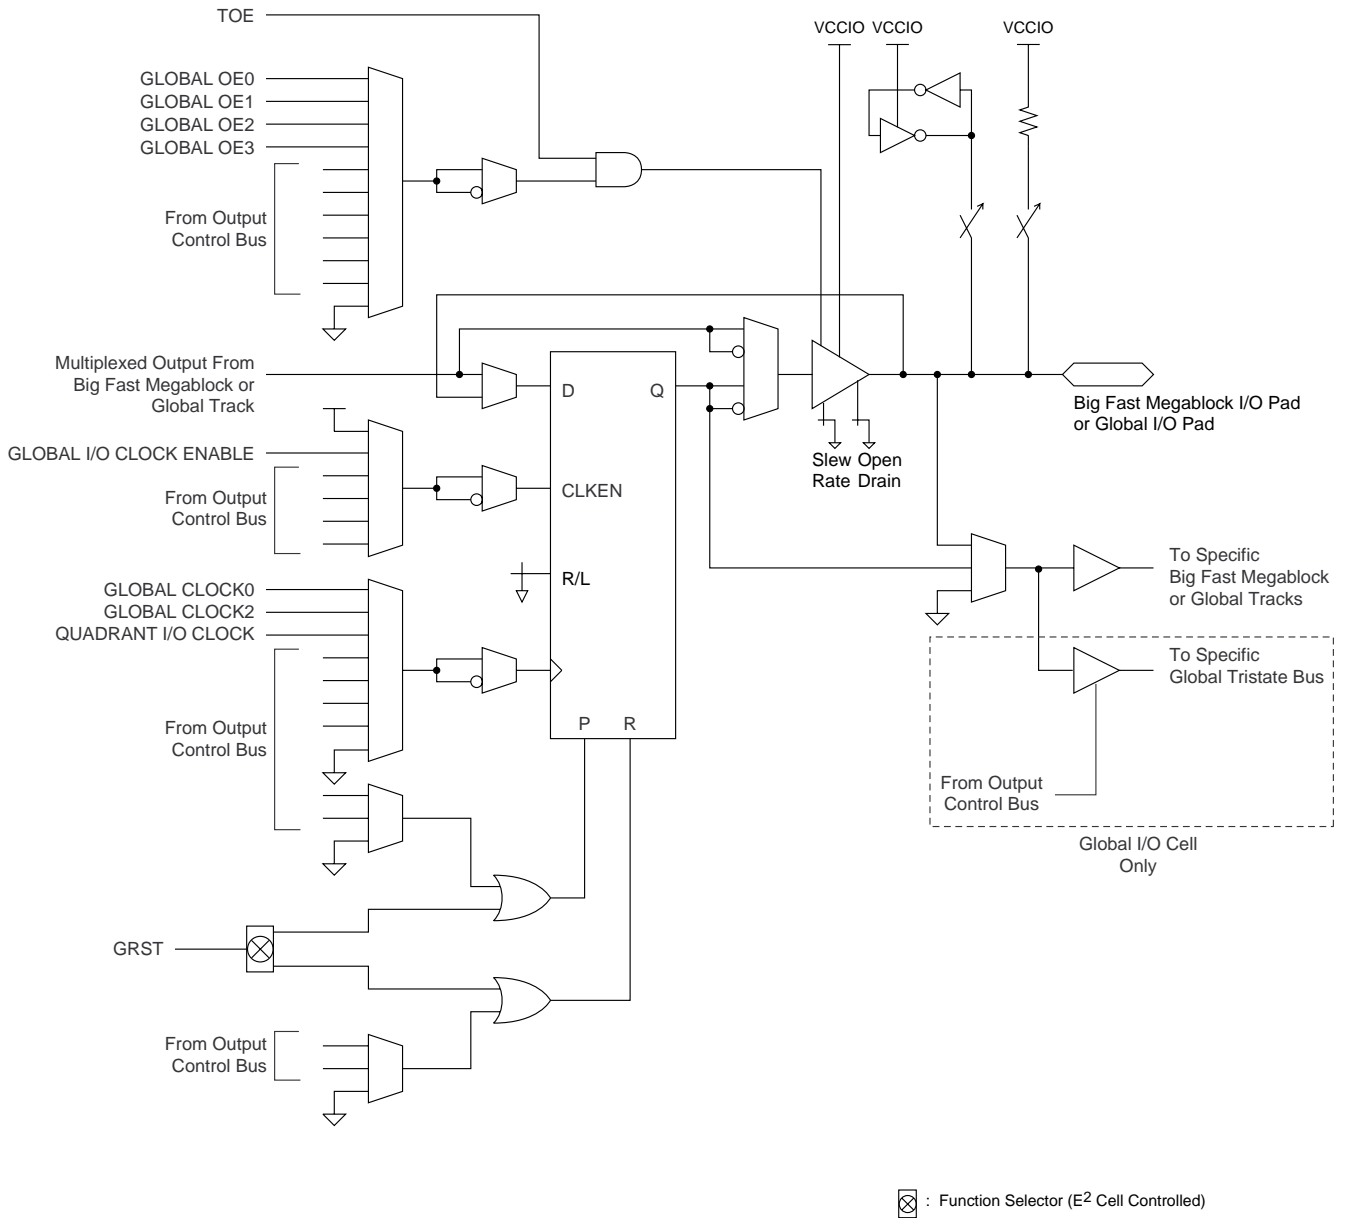 TOE
VCCIO VCCIO VCCIO
GLOBAL OE0
GLOBAL OE1
GLOBAL OE2
GLOBAL OE3
From Output
Control Bus
Multiplexed Output From
Big Fast Megablock or
Global Track
D
Q
Big Fast Megablock I/O Pad
or Global I/O Pad
GLOBAL I/O CLOCK ENABLE
Slew Open
Rate Drain
From Output
Control Bus
CLKEN
R/L
To Specific
Big Fast Megablock
or Global Tracks
GLOBAL CLOCK0
GLOBAL CLOCK2
QUADRANT I/O CLOCK
To Specific
Global Tristate Bus
From Output
Control Bus
P R
From Output
Control Bus
Global I/O Cell
Only
GRST
From Output
Control Bus
: Function Selector (E2 Cell Controlled)